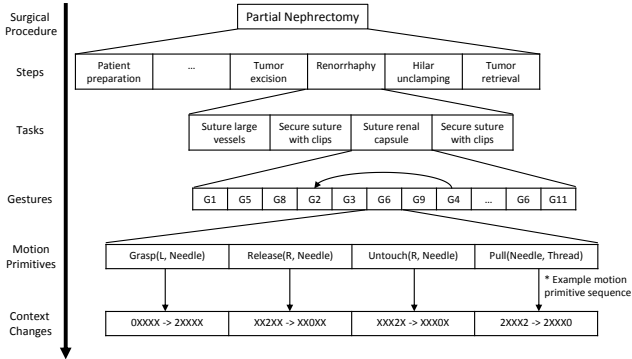 Surgical
Procedure
Partial Nephrectomy
Steps
Patient
preparation
...
Tumor
excision
Renorrhaphy
Hilar
unclamping
Tumor
retrieval
Tasks
Suture large
vessels
Secure suture
with clips
Suture renal
capsule
Secure suture
with clips
Gestures
G1 G5 G8 G2 G3 G6 G9 G4 ... G6 G11
Motion
Primitives
Grasp(L, Needle) Release(R, Needle) Untouch(R, Needle) Pull(Needle, Thread)
* Example motion
primitive sequence
Context
Changes
0XXXX -> 2XXXX XX2XX -> XX0XX XXX2X -> XXX0X 2XXX2 -> 2XXX0